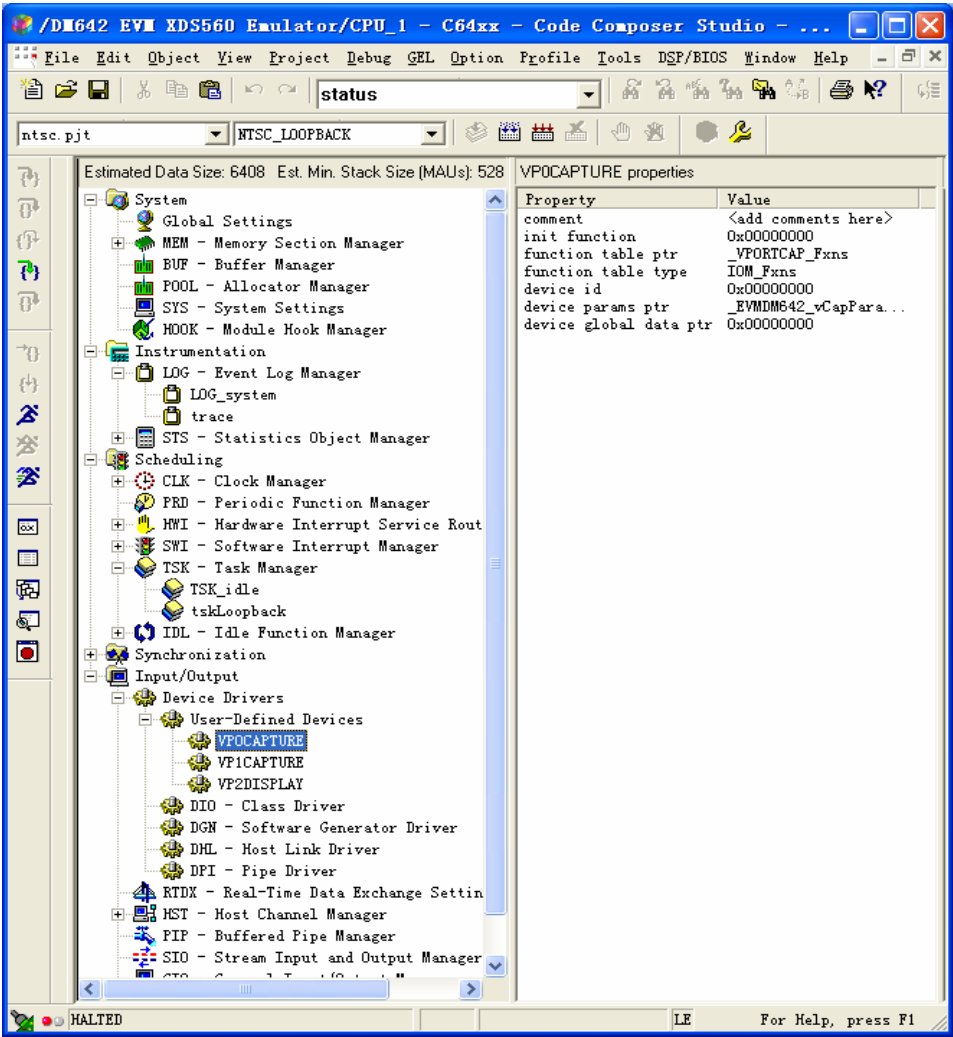 /DM642 EVM XDS560 Emulator/CPU_1 - C64xx - Code Composer Studio - ...
File Edit Object View Project Debug GEL Option Profile Tools DSP/BIOS Window Help
status
ntsc.pjt NTSC_LOOPBACK
Estimated Data Size: 6408 Est. Min. Stack Size (MAUs): 528
System
Global Settings
MEM - Memory Section Manager
BUF - Buffer Manager
POOL - Allocator Manager
SYS - System Settings
HOOK - Module Hook Manager
Instrumentation
LOG - Event Log Manager
LOG_system
trace
STS - Statistics Object Manager
Scheduling
CLK - Clock Manager
PRD - Periodic Function Manager
HWI - Hardware Interrupt Service Rout
SWI - Software Interrupt Manager
TSK - Task Manager
TSK_idle
tskLoopback
IDL - Idle Function Manager
Synchronization
Input/Output
Device Drivers
User-Defined Devices
VP0CAPTURE
VP1CAPTURE
VP2DISPLAY
DIO - Class Driver
DGN - Software Generator Driver
DHL - Host Link Driver
DPI - Pipe Driver
RTDX - Real-Time Data Exchange Settin
HST - Host Channel Manager
PIP - Buffered Pipe Manager
SIO - Stream Input and Output Manager
VP0CAPTURE properties
Property Value
comment <add comments here>
init function 0x00000000
function table ptr _VPORTCAP_Fxns
function table type IOM_Fxns
device id 0x00000000
device params ptr _EVMDM642_vCapPara...
device global data ptr 0x00000000
HALTED LE For Help, press F1